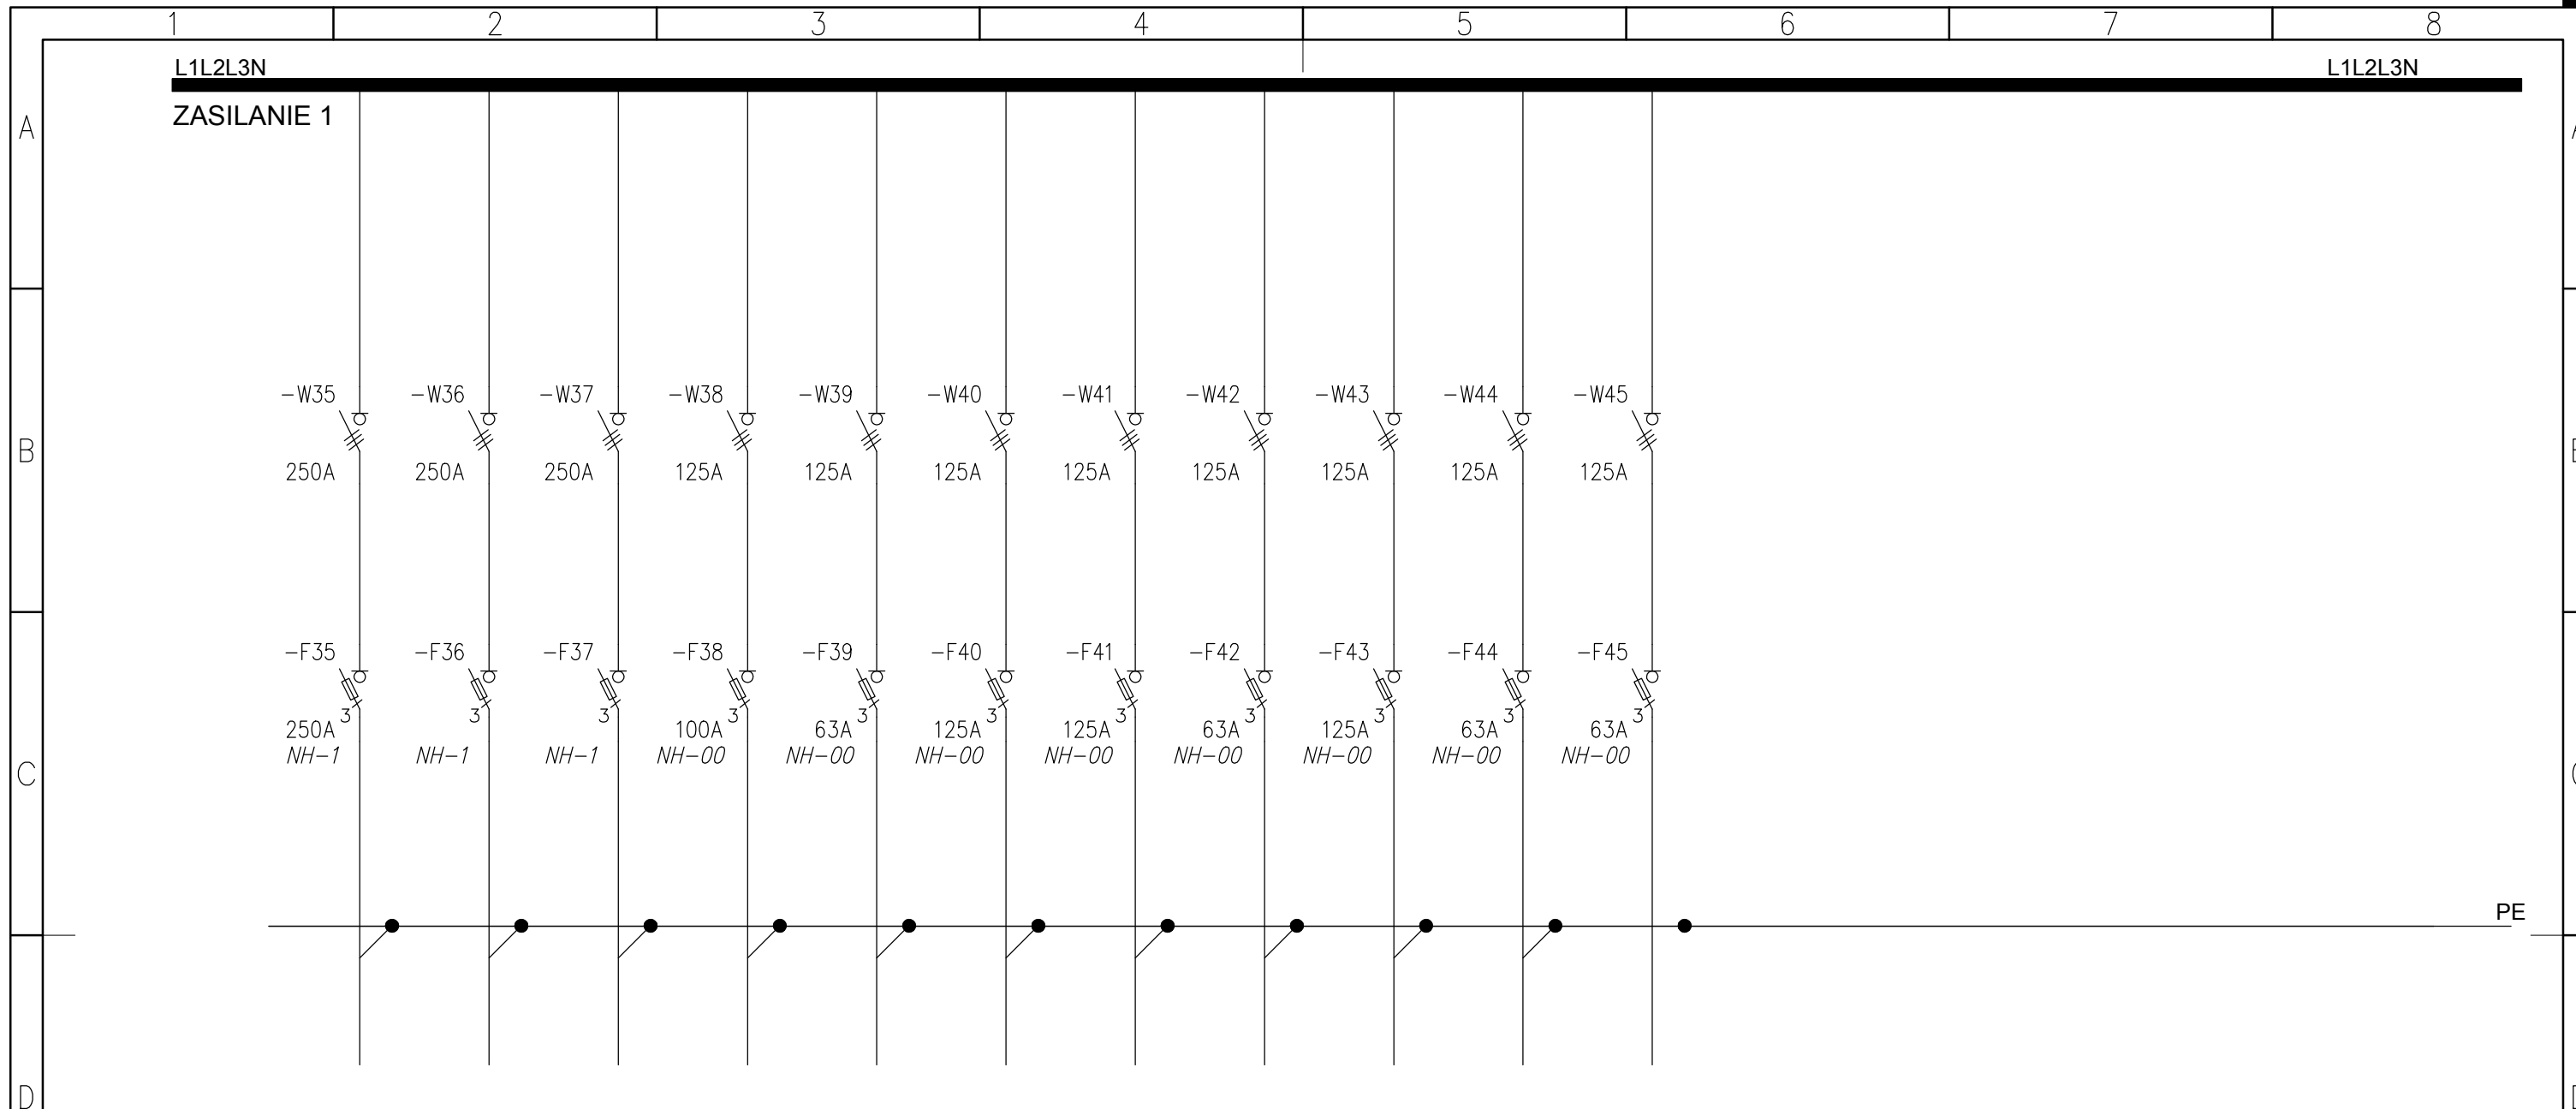 1 2 3 4 5 6 7 8
L1L2L3N L1L2L3N
ZASILANIE 1
A
-W35 -W36 -W37 -W38 -W39 -W40 -W41 -W42 -W43 -W44 -W45
B
250A 250A 250A 125A 125A 125A 125A 125A 125A 125A 125A
-F35 -F36 -F37 -F38 -F39 -F40 -F41 -F42 -F43 -F44 -F45
3 3 3 3 3 3 3 3 3 3 3
250A 100A 63A 125A 125A 63A 125A 63A 63A
NH-1 NH-1 NH-1 NH-00 NH-00 NH-00 NH-00 NH-00 NH-00 NH-00 NH-00
C
PE
D